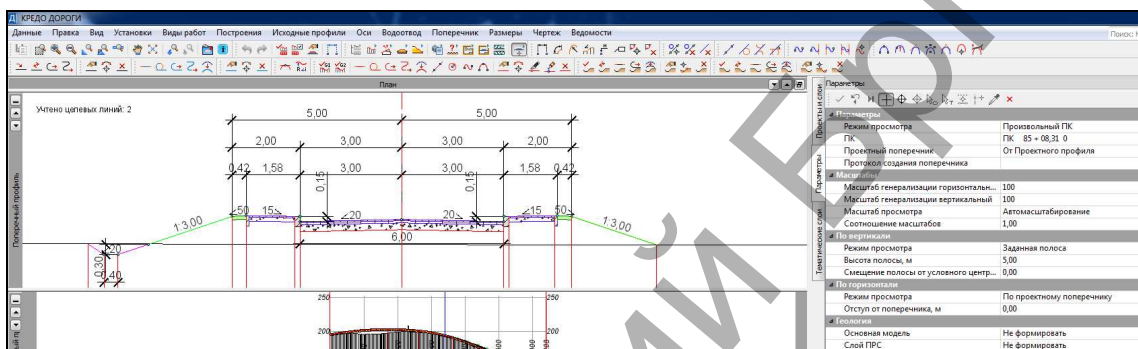 КРЕДО ДОРОГИ
Данные Правка Вид Установки Виды работ Построения Исходные профили Оси Водоотвод Поперечник Размеры Чертеж Ведомости
План
Параметры
Учтено цепевых линий: 2
5,00 5,00
2,00 3,00 3,00 2,00
0,42 1,58 3,00 3,00 1,58 0,42
0,15 0,15
50 15 20 20 15 50
1:3,00 1:3,00
6,00
20
0,30
0,40
250 250
200 200
Поперечный профиль
Проекты и слои
Параметры
Тематические слои
Параметры
Режим просмотра Произвольный ПК
ПК ПК 85 + 08,31 0
Проектный поперечник От Проектного профиля
Протокол создания поперечника
Масштабы
Масштаб генерализации горизонтальн... 100
Масштаб генерализации вертикальный 100
Масштаб просмотра Автомасштабирование
Соотношение масштабов 1,00
По вертикали
Режим просмотра Заданная полоса
Высота полосы, м 5,00
Смещение полосы от условного центр... 0,00
По горизонтали
Режим просмотра По проектному поперечнику
Отступ от поперечника, м 0,00
Геология
Основная модель Не формировать
Слой ПРС Не формировать